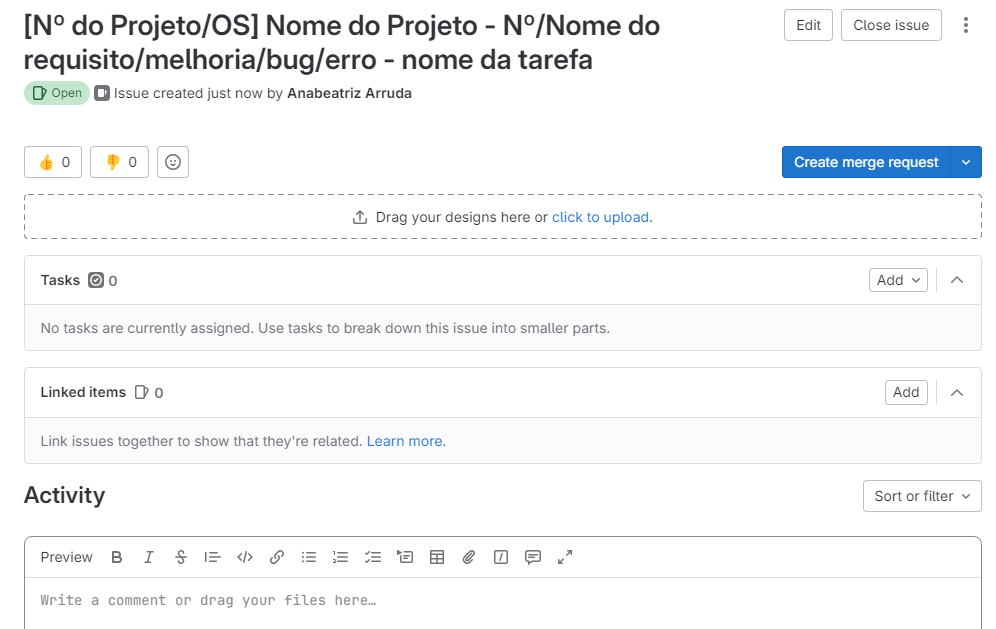 [Nº do Projeto/OS] Nome do Projeto - Nº/Nome do
requisito/melhoria/bug/erro - nome da tarefa
Edit
Close issue
Open Issue created just now by Anabeatriz Arruda
0
0
Create merge request
Drag your designs here or click to upload.
Tasks 0
Add
No tasks are currently assigned. Use tasks to break down this issue into smaller parts.
Linked items 0
Add
Link issues together to show that they're related. Learn more.
Activity
Sort or filter
Preview
Write a comment or drag your files here…